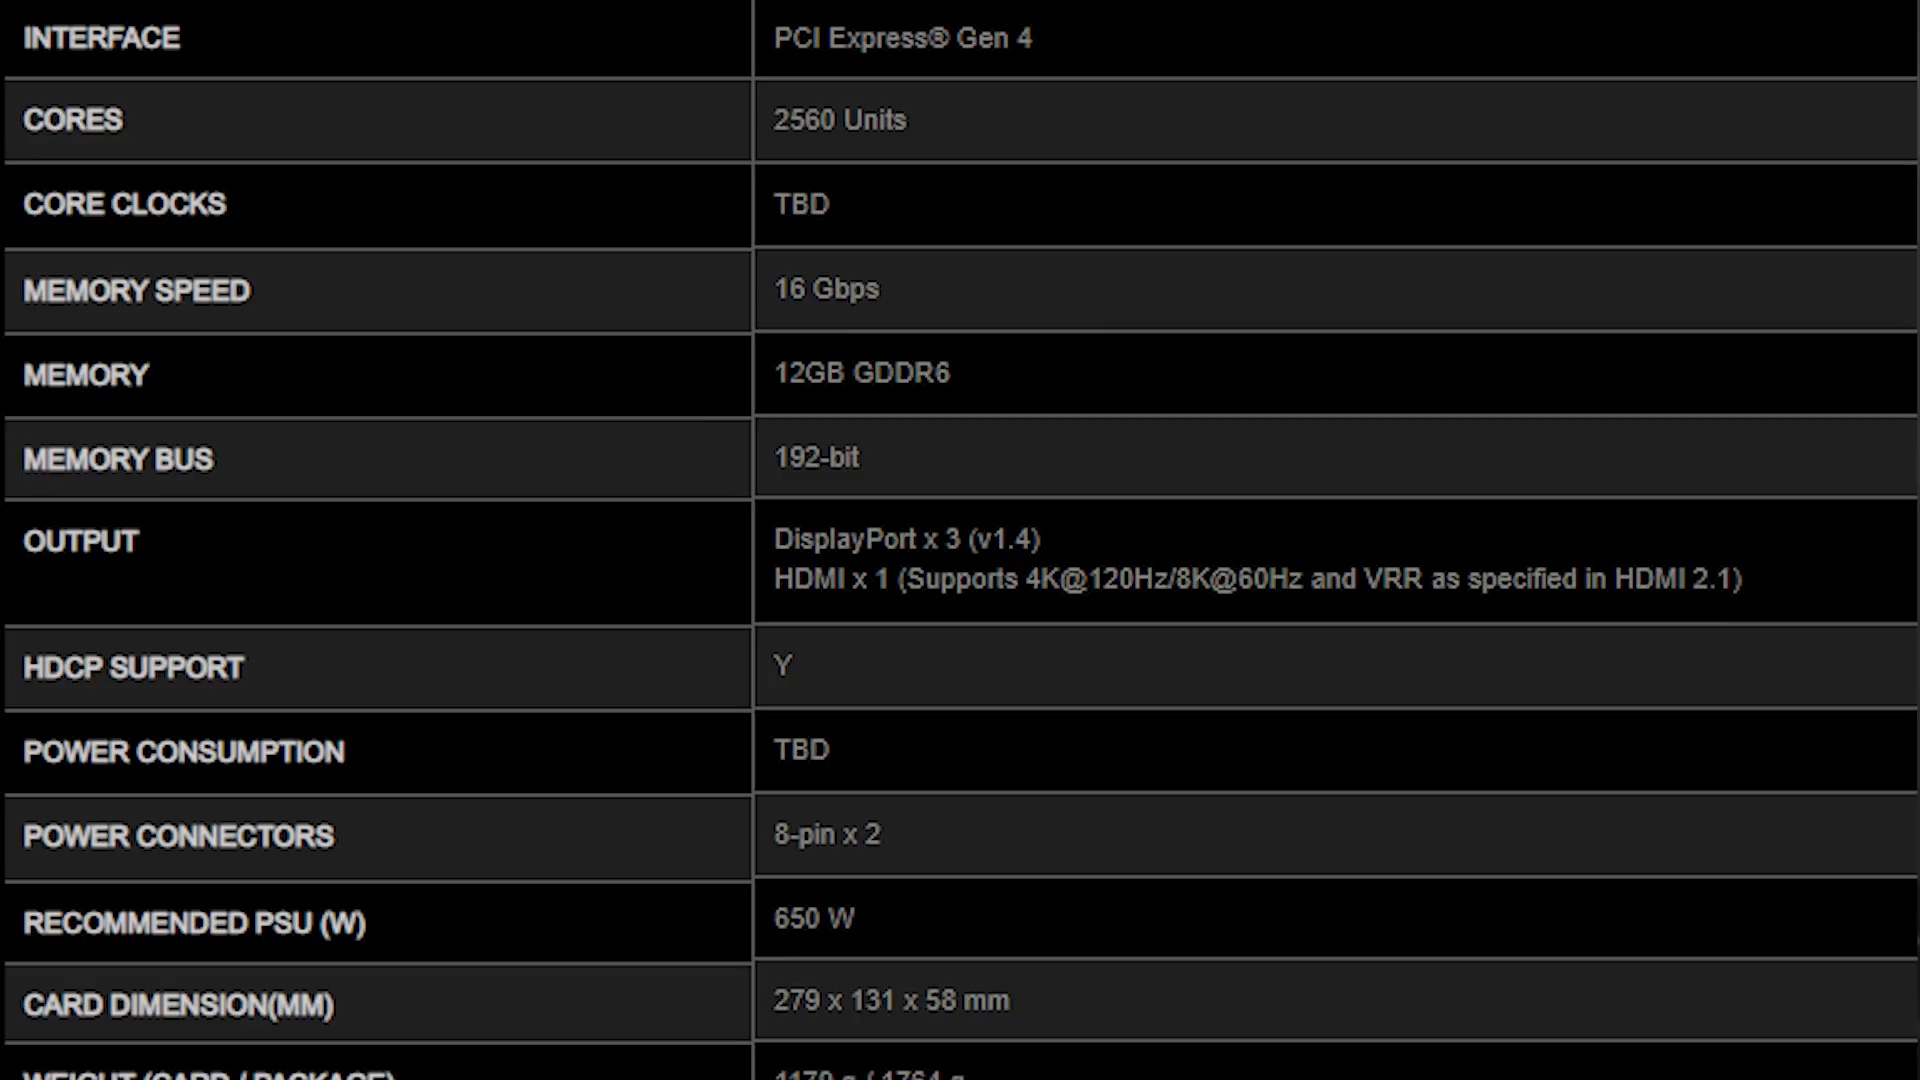 INTERFACE PCI Express® Gen 4
CORES 2560 Units
CORE CLOCKS TBD
MEMORY SPEED 16 Gbps
MEMORY 12GB GDDR6
MEMORY BUS 192-bit
OUTPUT DisplayPort x 3 (v1.4)
HDMI x 1 (Supports 4K@120Hz/8K@60Hz and VRR as specified in HDMI 2.1)
HDCP SUPPORT Y
POWER CONSUMPTION TBD
POWER CONNECTORS 8-pin x 2
RECOMMENDED PSU (W) 650 W
CARD DIMENSION(MM) 279 x 131 x 58 mm
WEIGHT (CARD / PACKAGE)